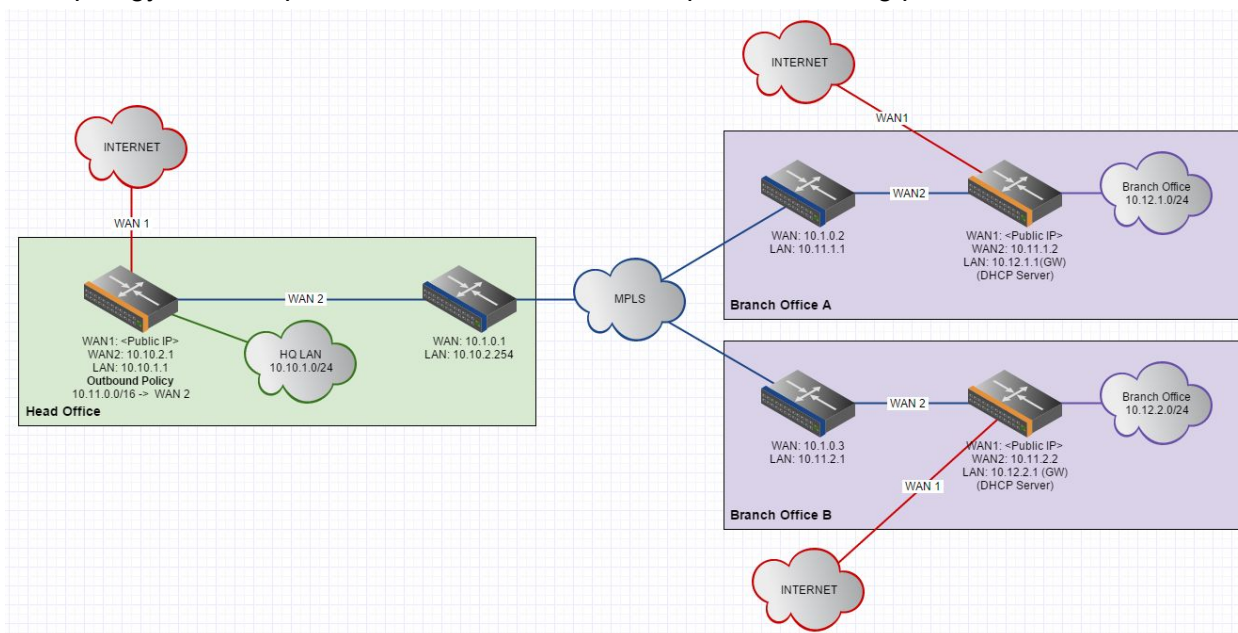 INTERNET
WAN1
INTERNET
WAN 1
WAN 2
WAN1: <Public IP>
WAN2: 10.10.2.1
LAN: 10.10.1.1
Outbound Policy
10.11.0.0/16 -> WAN 2
HQ LAN
10.10.1.0/24
WAN: 10.1.0.1
LAN: 10.10.2.254
Head Office
MPLS
WAN2
WAN: 10.1.0.2
LAN: 10.11.1.1
WAN1: <Public IP>
WAN2: 10.11.1.2
LAN: 10.12.1.1(GW)
(DHCP Server)
Branch Office
10.12.1.0/24
Branch Office A
WAN 2
WAN: 10.1.0.3
LAN: 10.11.2.1
WAN1: <Public IP>
WAN2: 10.11.2.2
LAN: 10.12.2.1 (GW)
(DHCP Server)
Branch Office
10.12.2.0/24
WAN 1
Branch Office B
INTERNET